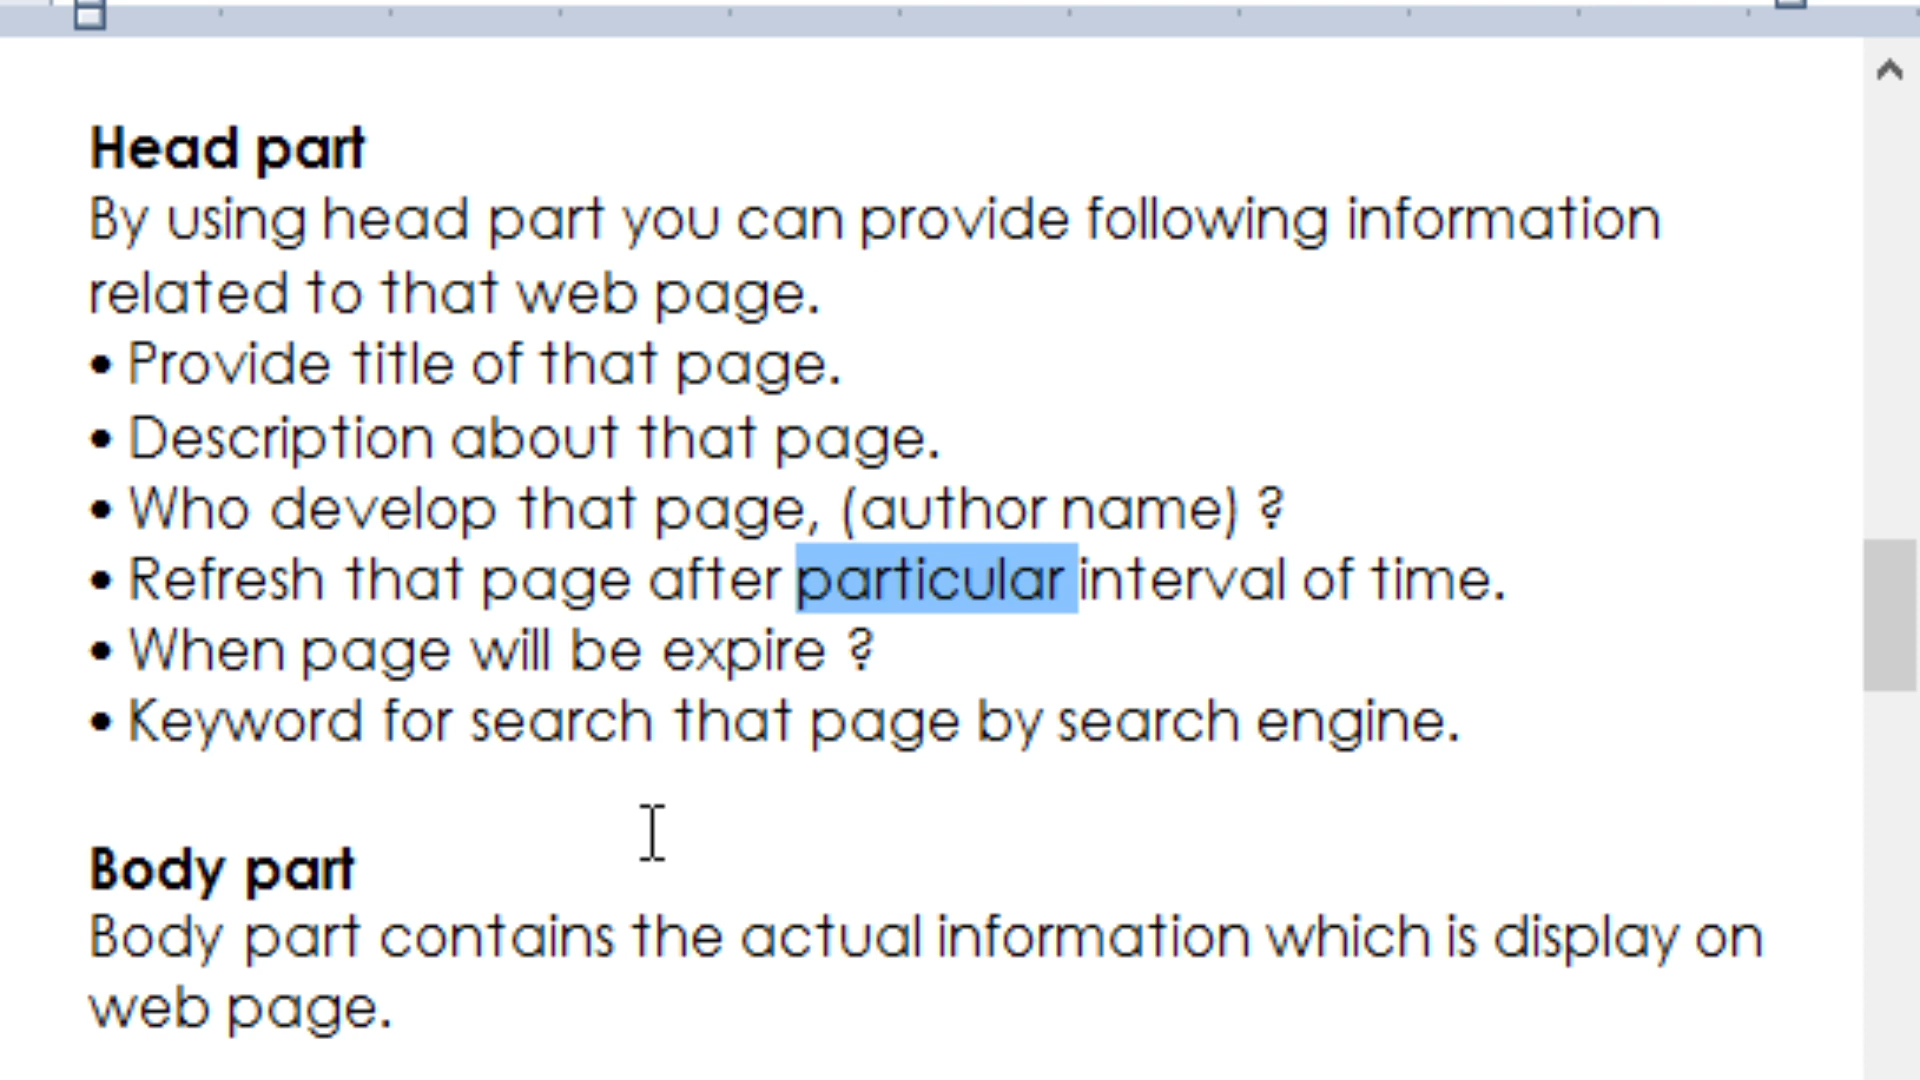 Head part
By using head part you can provide following information
related to that web page.
• Provide title of that page.
• Description about that page.
• Who develop that page, (author name) ?
• Refresh that page after particular interval of time.
• When page will be expire ?
• Keyword for search that page by search engine.
Body part
Body part contains the actual information which is display on
web page.